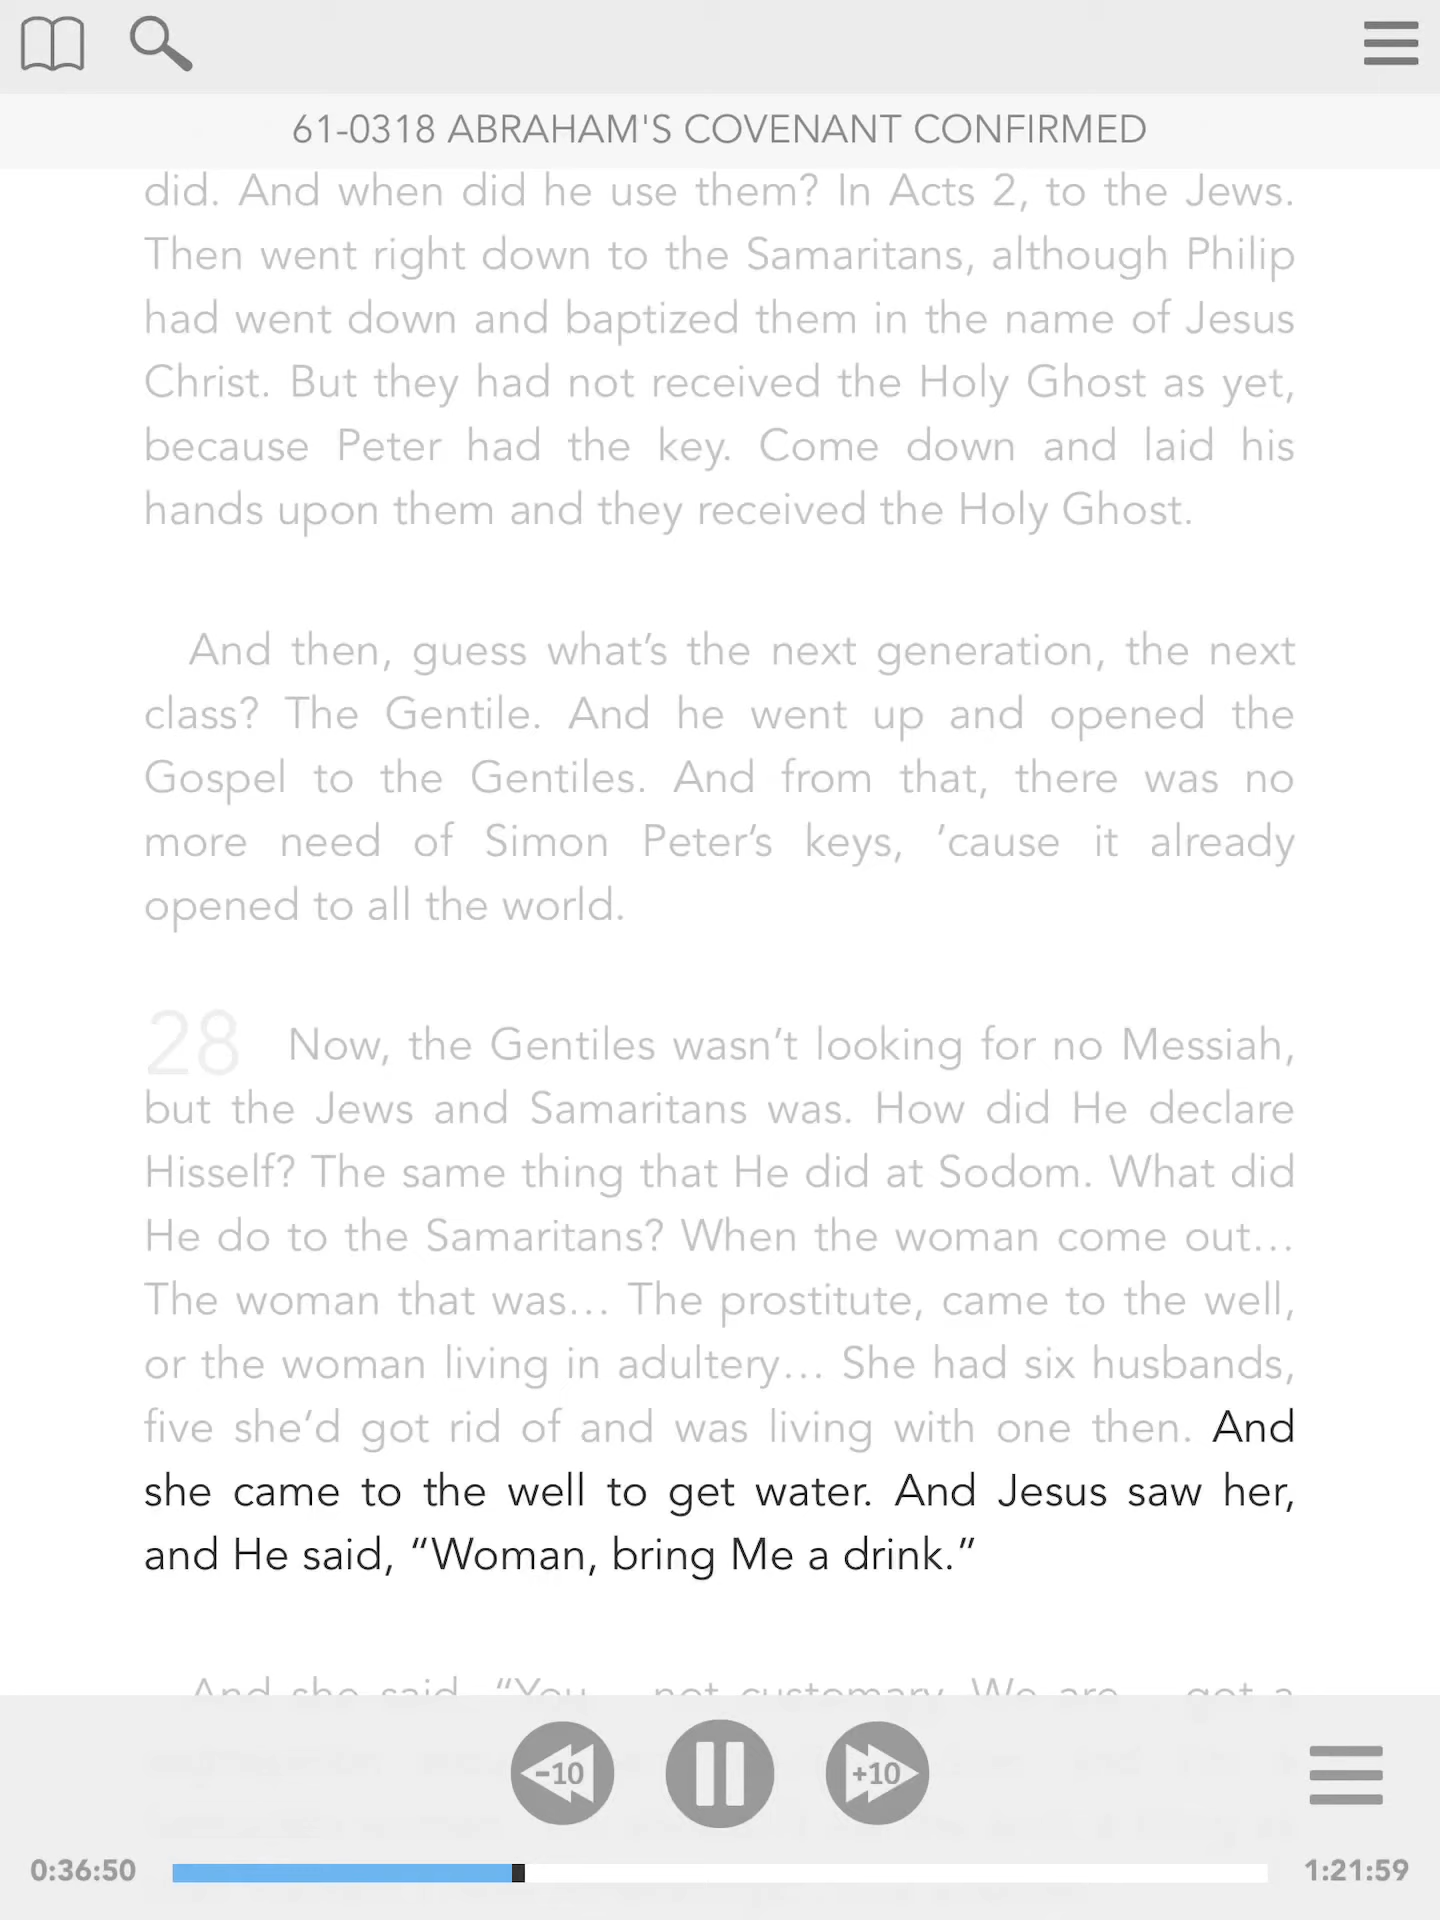 61-0318 ABRAHAM'S COVENANT CONFIRMED
did. And when did he use them? In Acts 2, to the Jews.
Then went right down to the Samaritans, although Philip
had went down and baptized them in the name of Jesus
Christ. But they had not received the Holy Ghost as yet,
because Peter had the key. Come down and laid his
hands upon them and they received the Holy Ghost.
And then, guess what’s the next generation, the next
class? The Gentile. And he went up and opened the
Gospel to the Gentiles. And from that, there was no
more need of Simon Peter’s keys, ’cause it already
opened to all the world.
28 Now, the Gentiles wasn’t looking for no Messiah,
but the Jews and Samaritans was. How did He declare
Hisself? The same thing that He did at Sodom. What did
He do to the Samaritans? When the woman come out…
The woman that was… The prostitute, came to the well,
or the woman living in adultery… She had six husbands,
five she’d got rid of and was living with one then. And
she came to the well to get water. And Jesus saw her,
and He said, “Woman, bring Me a drink.”
And she said, “You… not customary. We are… got a
-10 +10
0:36:50 1:21:59